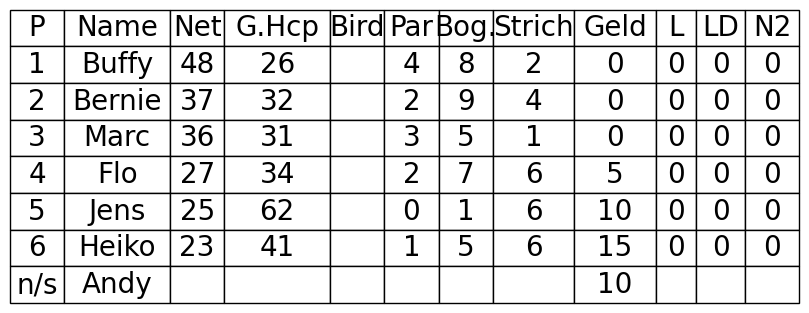 P Name Net G.Hcp Bird Par Bog. Strich Geld L LD N2
1 Buffy 48 26 4 8 2 0 0 0 0
2 Bernie 37 32 2 9 4 0 0 0 0
3 Marc 36 31 3 5 1 0 0 0 0
4 Flo 27 34 2 7 6 5 0 0 0
5 Jens 25 62 0 1 6 10 0 0 0
6 Heiko 23 41 1 5 6 15 0 0 0
n/s Andy 10